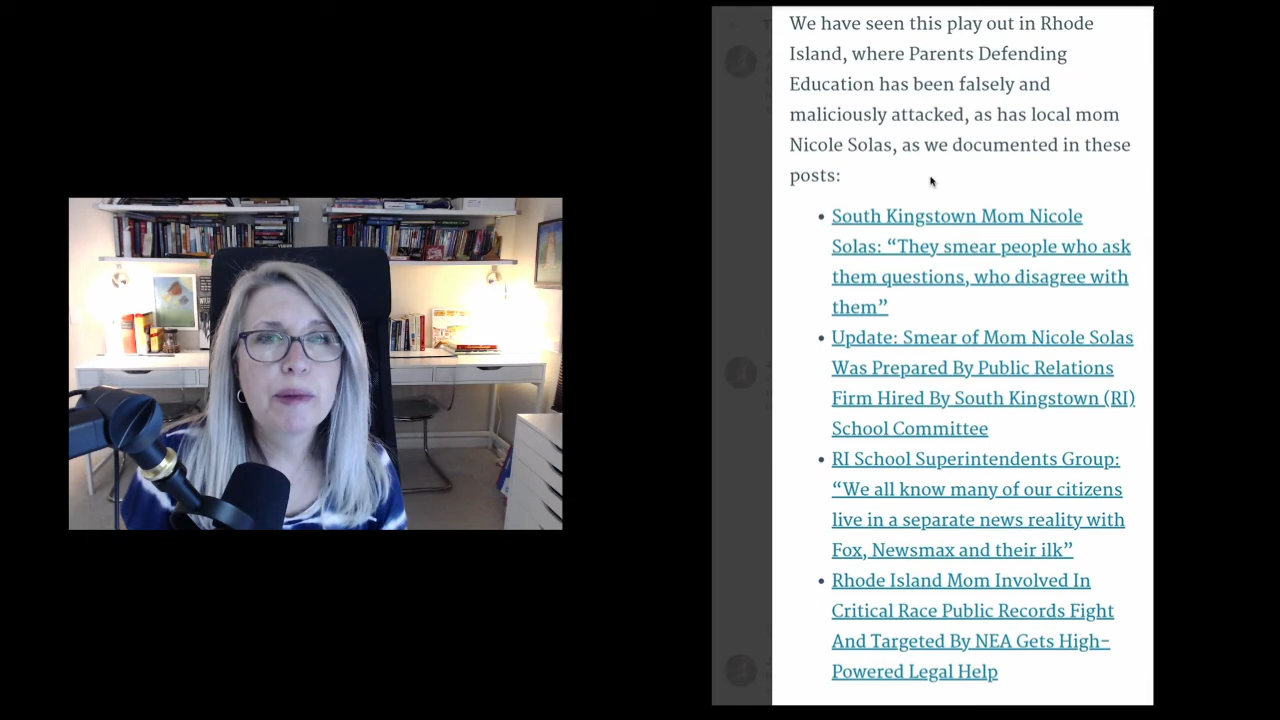 We have seen this play out in Rhode
Island, where Parents Defending
Education has been falsely and
maliciously attacked, as has local mom
Nicole Solas, as we documented in these
posts:
• South Kingstown Mom Nicole
Solas: “They smear people who ask
them questions, who disagree with
them”
• Update: Smear of Mom Nicole Solas
Was Prepared By Public Relations
Firm Hired By South Kingstown (RI)
School Committee
• RI School Superintendents Group:
“We all know many of our citizens
live in a separate news reality with
Fox, Newsmax and their ilk”
• Rhode Island Mom Involved In
Critical Race Public Records Fight
And Targeted By NEA Gets High-
Powered Legal Help